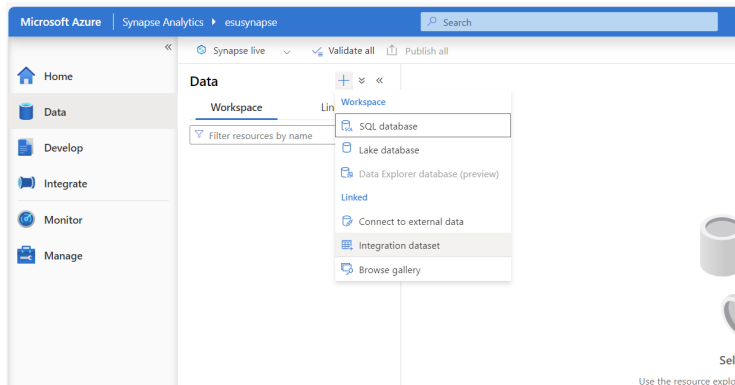 Microsoft Azure Synapse Analytics esusynapse Search
Synapse live Validate all Publish all
Home
Data
Develop
Integrate
Monitor
Manage
Data
Workspace Lin
Filter resources by name
Workspace
SQL database
Lake database
Data Explorer database (preview)
Linked
Connect to external data
Integration dataset
Browse gallery
Sel
Use the resource explo